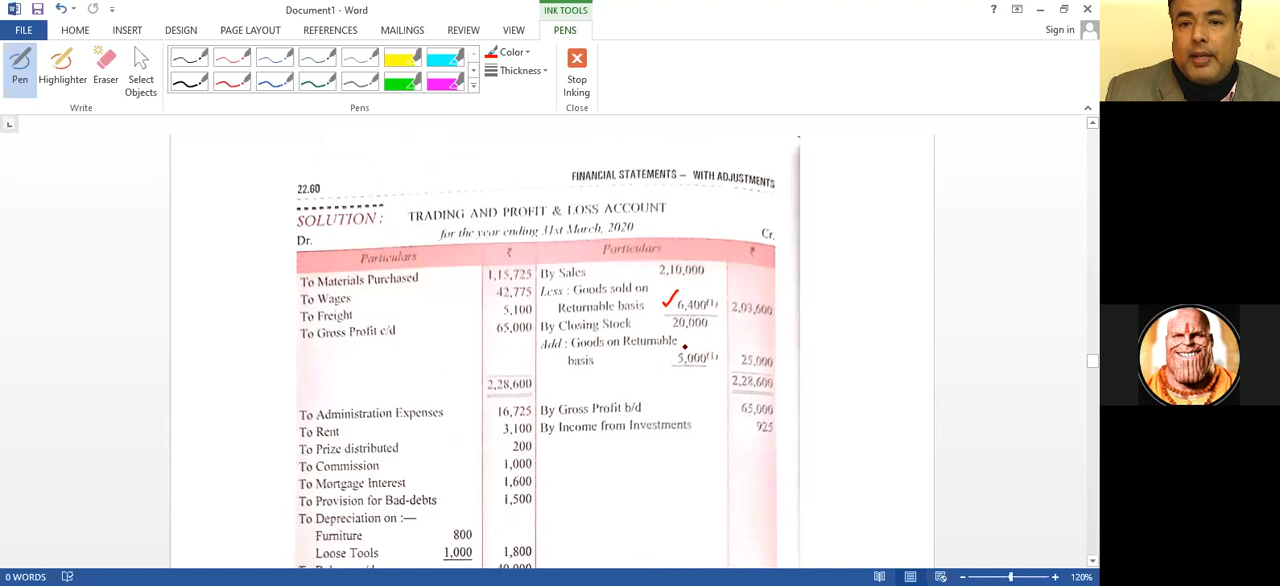 Document1 - Word
INK TOOLS
Sign in
FILE HOME INSERT DESIGN PAGE LAYOUT REFERENCES MAILINGS REVIEW VIEW PENS
Pen Highlighter Eraser Select Objects
Color
Thickness
Stop Inking
Write Pens Close
22.60 FINANCIAL STATEMENTS – WITH ADJUSTMENTS
SOLUTION : TRADING AND PROFIT & LOSS ACCOUNT
for the year ending 31st March, 2020
Dr. Cr.
Particulars ₹ Particulars ₹
To Materials Purchased 1,15,725 By Sales 2,10,000
To Wages 42,775 Less : Goods sold on
To Freight 5,100 Returnable basis 6,400(1) 2,03,600
To Gross Profit c/d 65,000 By Closing Stock 20,000
Add : Goods on Returnable
basis 5,000(1) 25,000
2,28,600 2,28,600
To Administration Expenses 16,725 By Gross Profit b/d 65,000
To Rent 3,100 By Income from Investments 925
To Prize distributed 200
To Commission 1,000
To Mortgage Interest 1,600
To Provision for Bad-debts 1,500
To Depreciation on :—
Furniture 800
Loose Tools 1,000 1,800
0 WORDS 120%